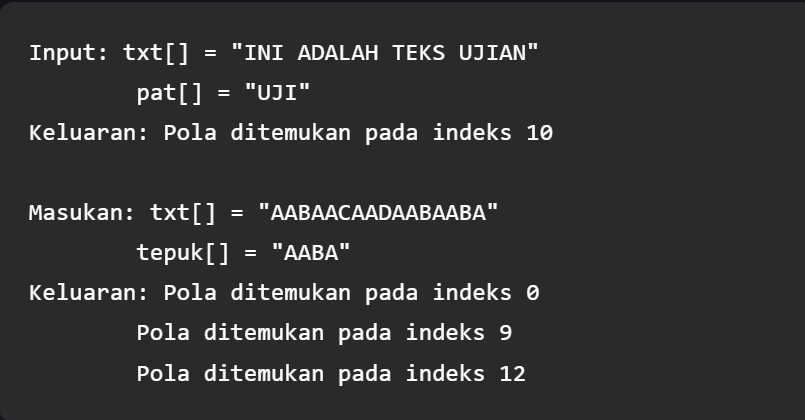 Input: txt[] = "INI ADALAH TEKS UJIAN"
pat[] = "UJI"
Keluaran: Pola ditemukan pada indeks 10
Masukan: txt[] = "AABAACAADAABAABA"
tepuk[] = "AABA"
Keluaran: Pola ditemukan pada indeks 0
Pola ditemukan pada indeks 9
Pola ditemukan pada indeks 12